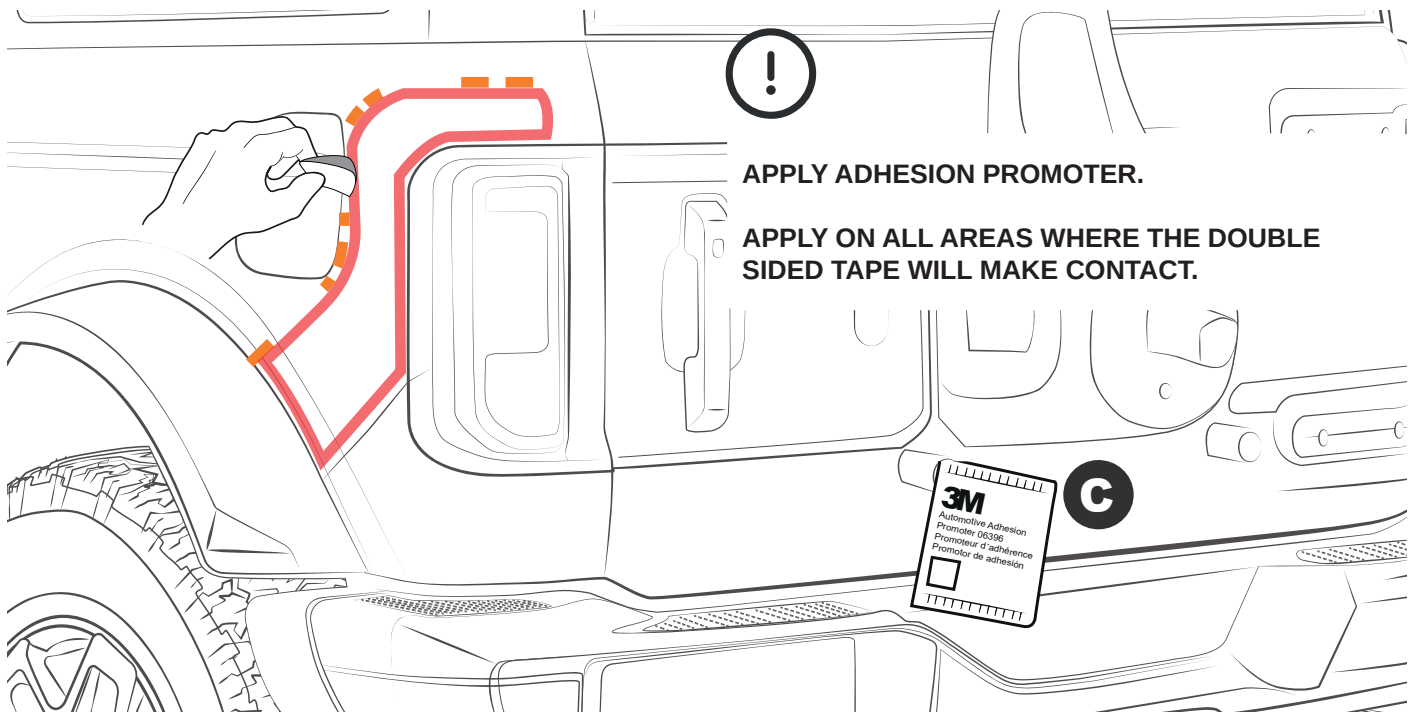 APPLY ADHESION PROMOTER.
APPLY ON ALL AREAS WHERE THE DOUBLE
SIDED TAPE WILL MAKE CONTACT.
3M
Automotive Adhesion
Promoter 06396
Promoteur d´adhérence
Promotor de adhesión
C